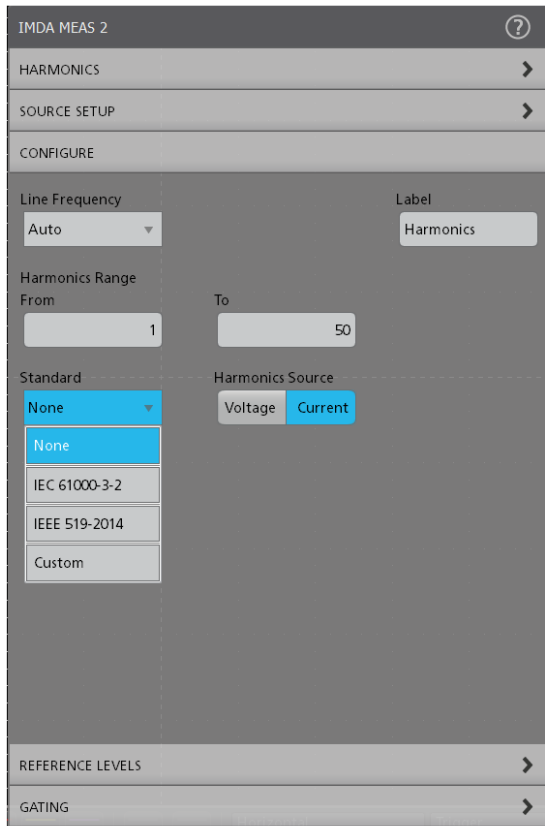 IMDA MEAS 2
?
HARMONICS
SOURCE SETUP
CONFIGURE
Line Frequency Label
Auto Harmonics
Harmonics Range
From To
1 50
Standard Harmonics Source
None Voltage Current
None
IEC 61000-3-2
IEEE 519-2014
Custom
REFERENCE LEVELS
GATING